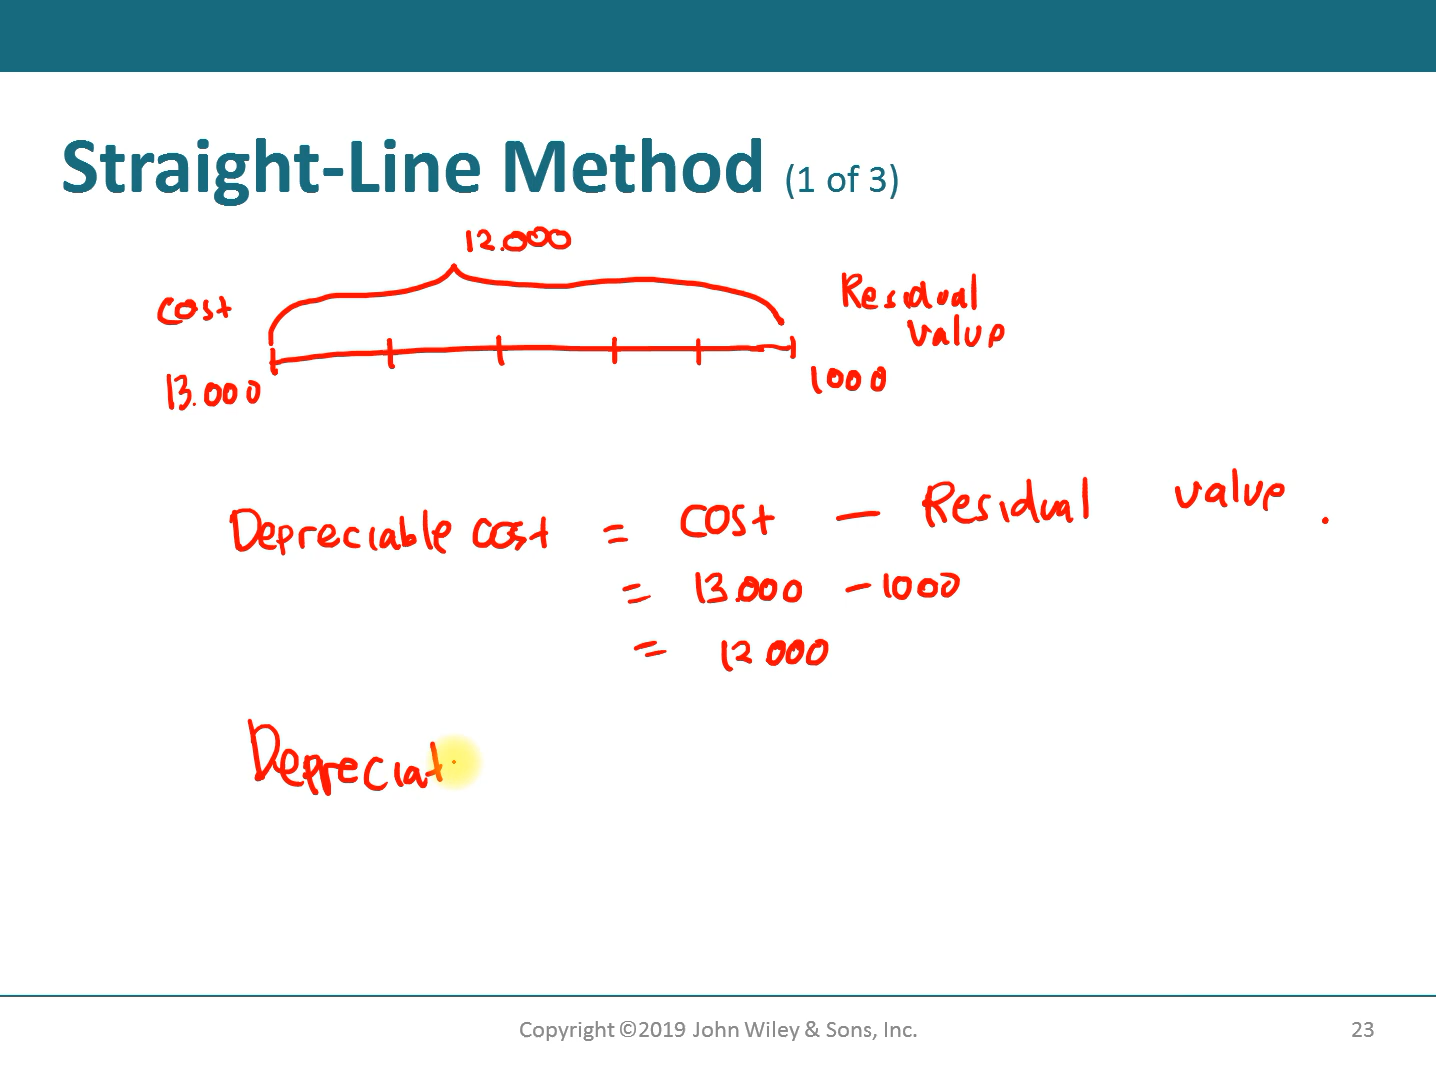 Straight-Line Method (1 of 3)
12.000
Cost
Residual
value
13.000
1000
Depreciable cost = cost – Residual value.
= 13.000 – 1000
= 12 000
Depreciat
Copyright ©2019 John Wiley & Sons, Inc.
23